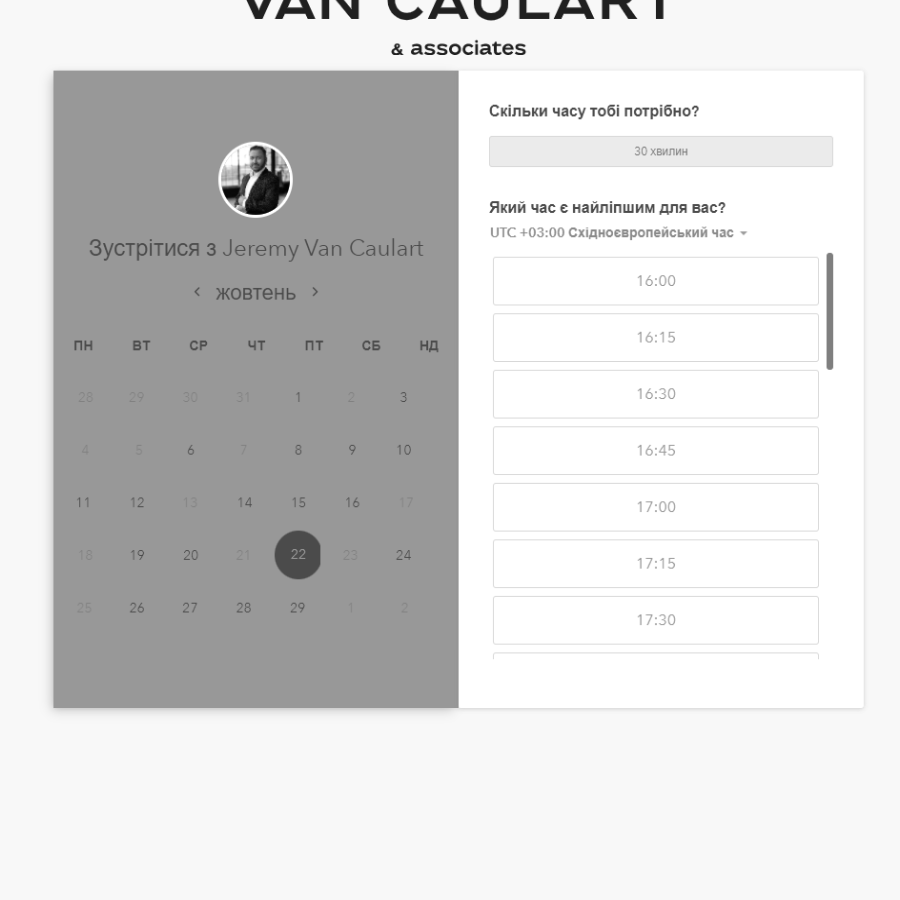 VAN CAULART
& associates
Зустрітися з Jeremy Van Caulart
жовтень
ПН ВТ СР ЧТ ПТ СБ НД
28 29 30 31 1 2 3
4 5 6 7 8 9 10
11 12 13 14 15 16 17
18 19 20 21 22 23 24
25 26 27 28 29 1 2
Скільки часу тобі потрібно?
30 хвилин
Який час є найліпшим для вас?
UTC +03:00 Східноєвропейський час
16:00
16:15
16:30
16:45
17:00
17:15
17:30